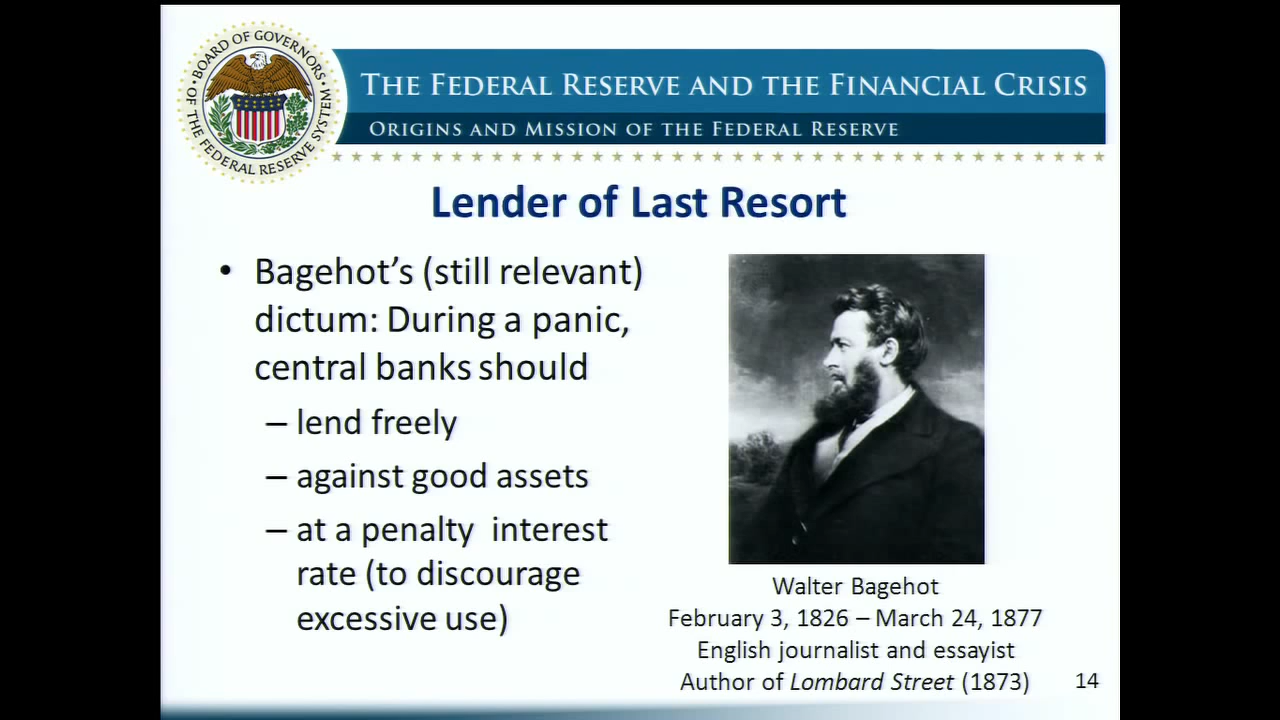 BOARD OF GOVERNORS
OF THE FEDERAL RESERVE SYSTEM
THE FEDERAL RESERVE AND THE FINANCIAL CRISIS
ORIGINS AND MISSION OF THE FEDERAL RESERVE
Lender of Last Resort
• Bagehot’s (still relevant)
dictum: During a panic,
central banks should
– lend freely
– against good assets
– at a penalty interest
rate (to discourage
excessive use)
Walter Bagehot
February 3, 1826 – March 24, 1877
English journalist and essayist
Author of Lombard Street (1873)
14